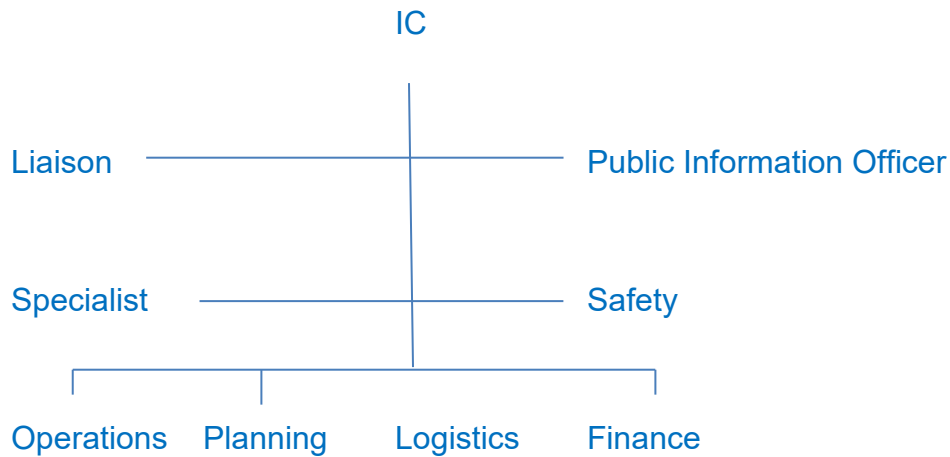 IC
Liaison Public Information Officer
Specialist Safety
Operations Planning Logistics Finance